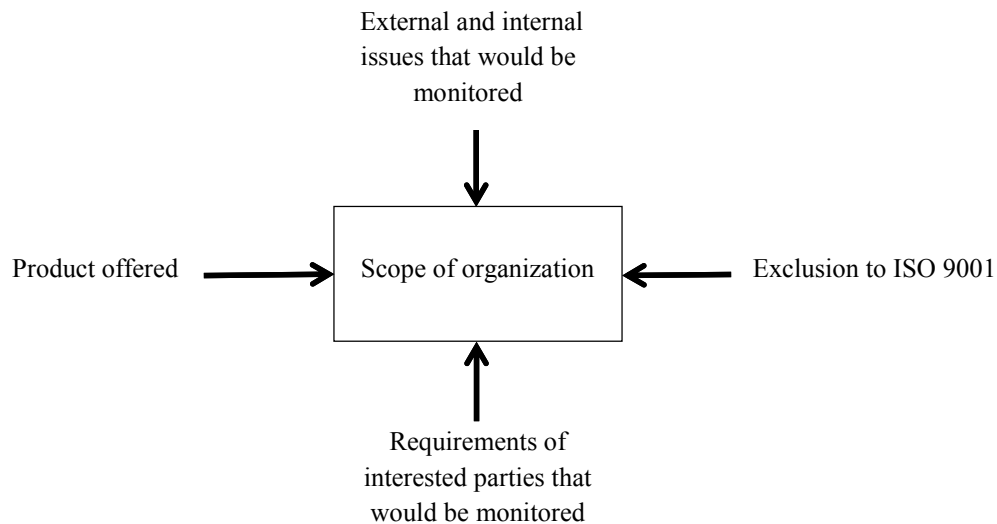 External and internal
issues that would be
monitored
Product offered
Scope of organization
Exclusion to ISO 9001
Requirements of
interested parties that
would be monitored